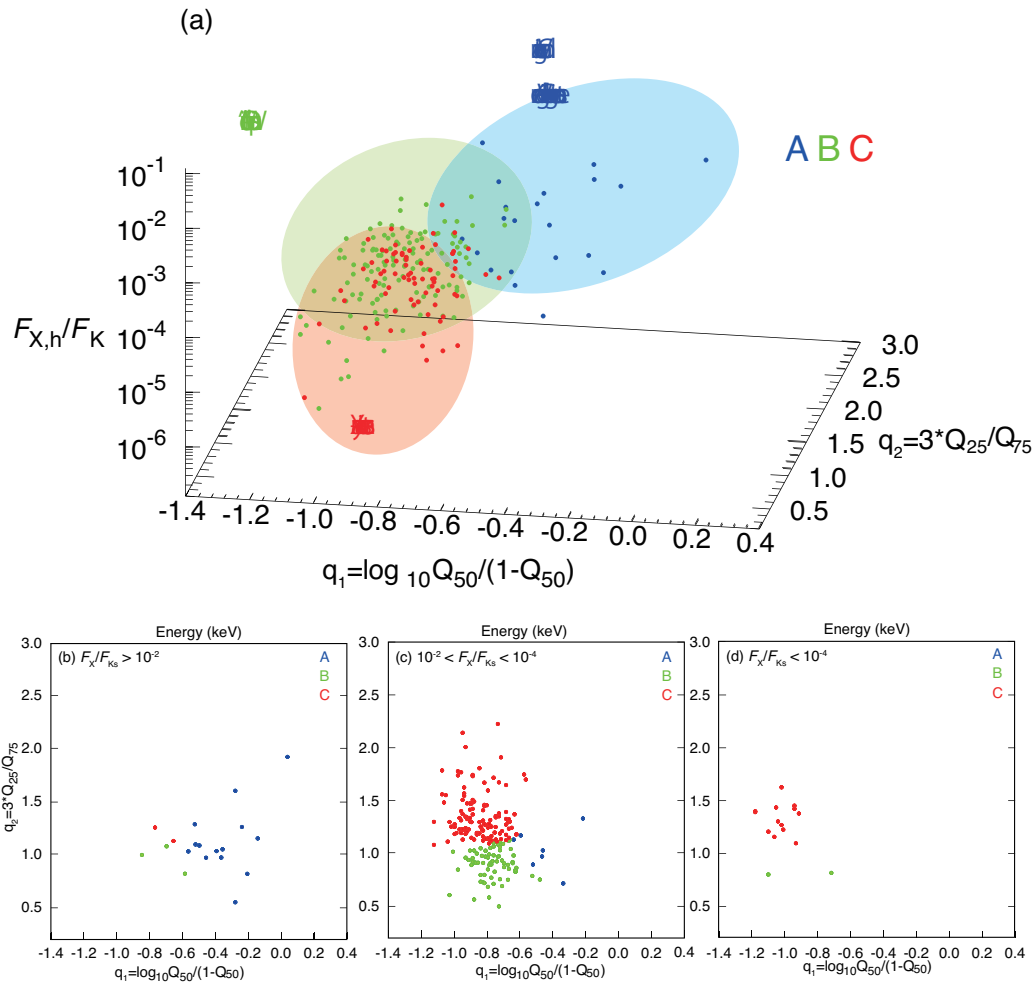 (a)
A B C
F_X,h/F_K
10^-1
10^-2
10^-3
10^-4
10^-5
10^-6
3.0
2.5
2.0
1.5
1.0
0.5
q_2=3*Q_25/Q_75
-1.4 -1.2 -1.0 -0.8 -0.6 -0.4 -0.2 0.0 0.2 0.4
q_1=log_10Q_50/(1-Q_50)
Energy (keV)
(b) F_X/F_Ks > 10^-2
A
B
C
3.0
2.5
2.0
1.5
1.0
0.5
q_2=3*Q_25/Q_75
-1.4 -1.2 -1.0 -0.8 -0.6 -0.4 -0.2 0.0 0.2 0.4
q_1=log_10Q_50/(1-Q_50)
Energy (keV)
(c) 10^-2 < F_X/F_Ks < 10^-4
A
B
C
3.0
2.5
2.0
1.5
1.0
0.5
-1.4 -1.2 -1.0 -0.8 -0.6 -0.4 -0.2 0.0 0.2 0.4
q_1=log_10Q_50/(1-Q_50)
Energy (keV)
(d) F_X/F_Ks < 10^-4
A
B
C
3.0
2.5
2.0
1.5
1.0
0.5
-1.4 -1.2 -1.0 -0.8 -0.6 -0.4 -0.2 0.0 0.2 0.4
q_1=log_10Q_50/(1-Q_50)